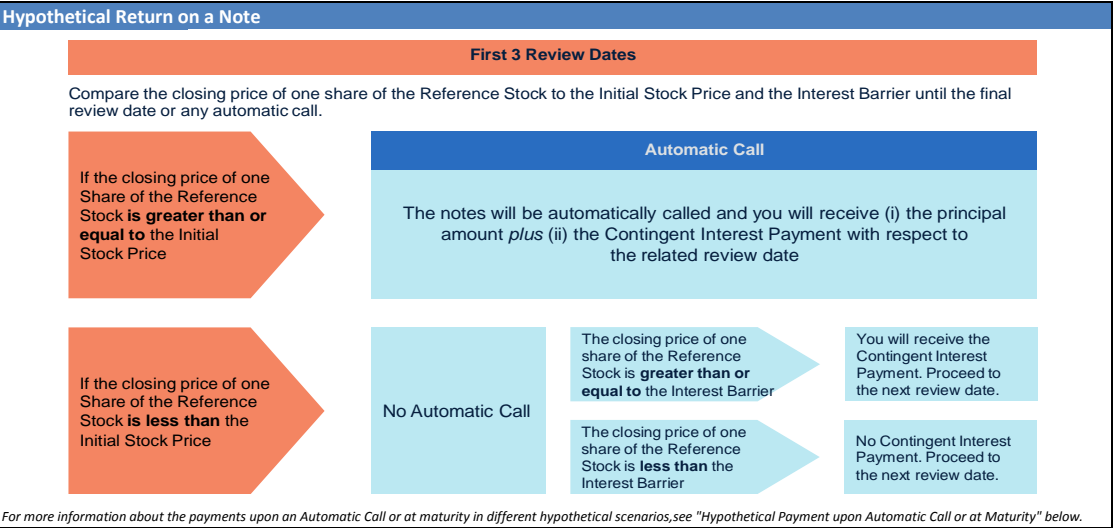 Hypothetical Return on a Note
First 3 Review Dates
Compare the closing price of one share of the Reference Stock to the Initial Stock Price and the Interest Barrier until the final
review date or any automatic call.
If the closing price of one
Share of the Reference
Stock is greater than or
equal to the Initial
Stock Price
Automatic Call
The notes will be automatically called and you will receive (i) the principal
amount plus (ii) the Contingent Interest Payment with respect to
the related review date
If the closing price of one
Share of the Reference
Stock is less than the
Initial Stock Price
No Automatic Call
The closing price of one
share of the Reference
Stock is greater than or
equal to the Interest Barrier
You will receive the
Contingent Interest
Payment. Proceed to
the next review date.
The closing price of one
share of the Reference
Stock is less than the
Interest Barrier
No Contingent Interest
Payment. Proceed to
the next review date.
For more information about the payments upon an Automatic Call or at maturity in different hypothetical scenarios,see "Hypothetical Payment upon Automatic Call or at Maturity" below.